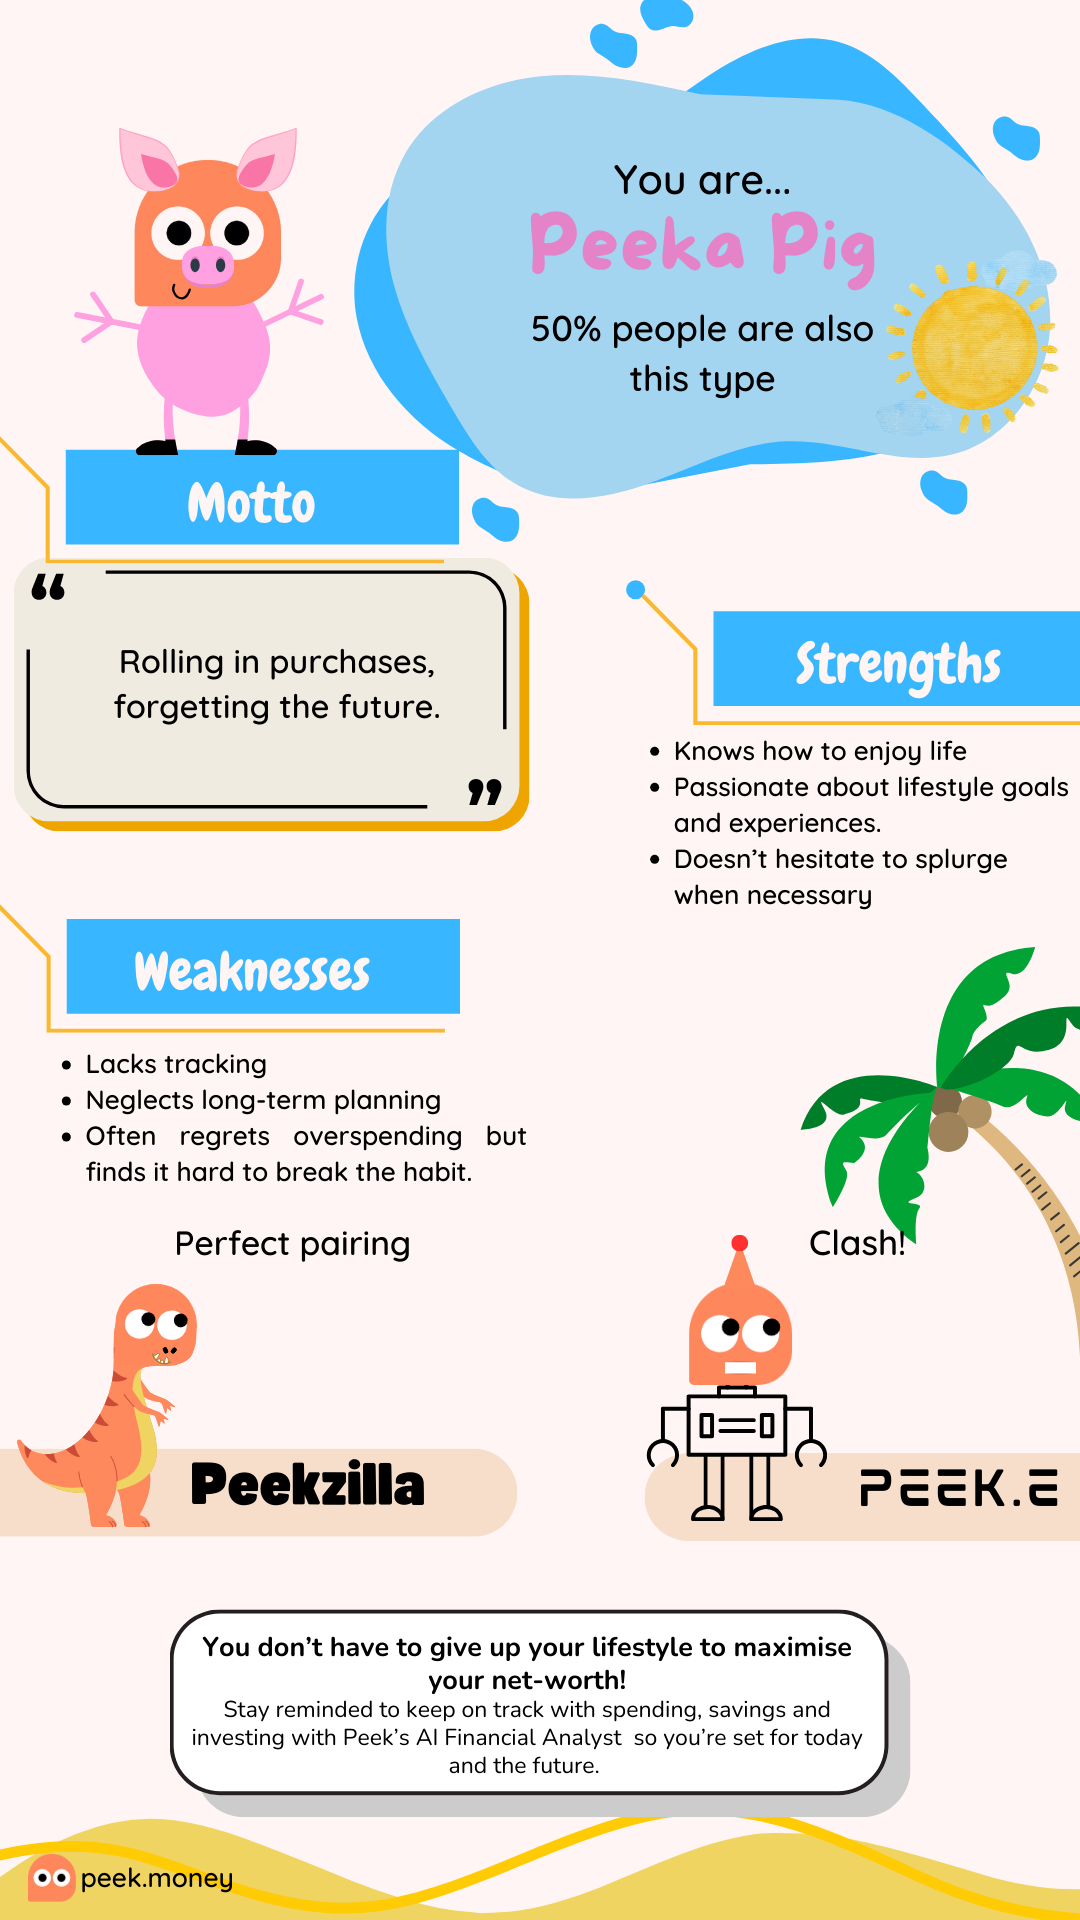 You are...
Peeka Pig
50% people are also
this type
Motto
“
Rolling in purchases,
forgetting the future.
”
Strengths
• Knows how to enjoy life
• Passionate about lifestyle goals
and experiences.
• Doesn’t hesitate to splurge
when necessary
Weaknesses
• Lacks tracking
• Neglects long-term planning
• Often regrets overspending but
finds it hard to break the habit.
Perfect pairing
Peekzilla
Clash!
PEEK.E
You don’t have to give up your lifestyle to maximise
your net-worth!
Stay reminded to keep on track with spending, savings and
investing with Peek’s AI Financial Analyst so you’re set for today
and the future.
peek.money